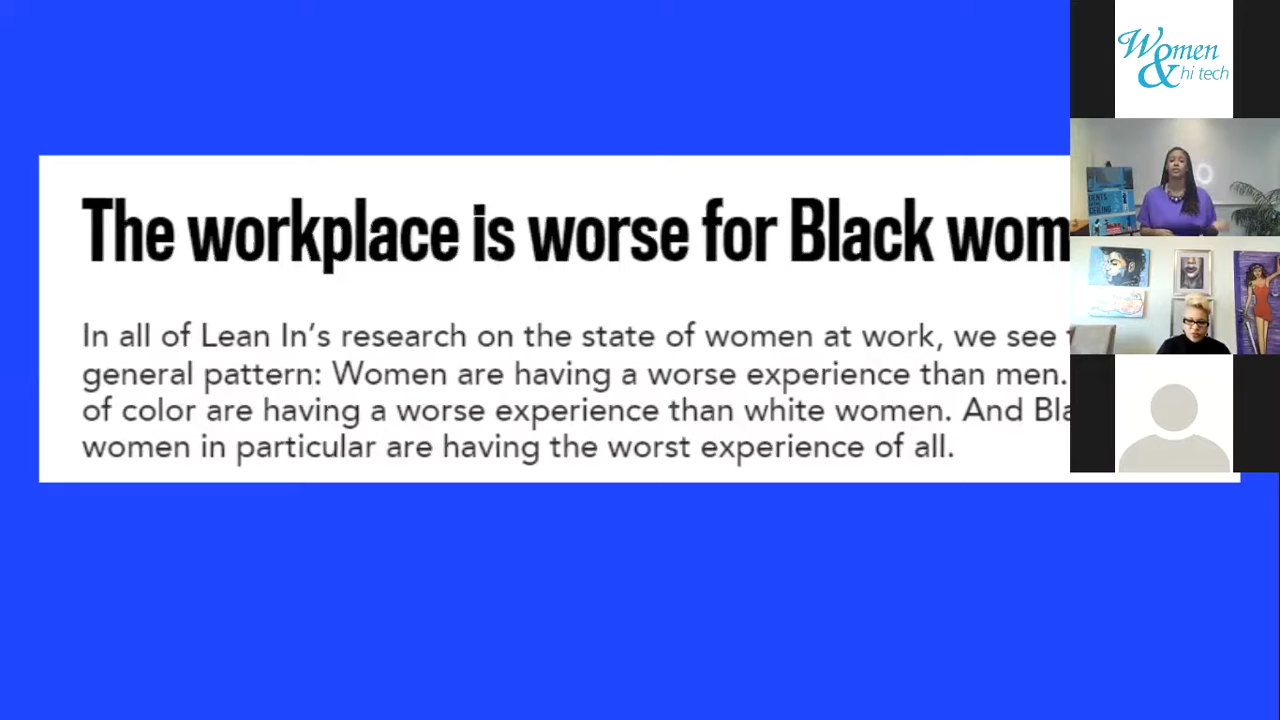 The workplace is worse for Black wom
In all of Lean In's research on the state of women at work, we see
general pattern: Women are having a worse experience than men.
of color are having a worse experience than white women. And Bla
women in particular are having the worst experience of all.
Women
& hi tech